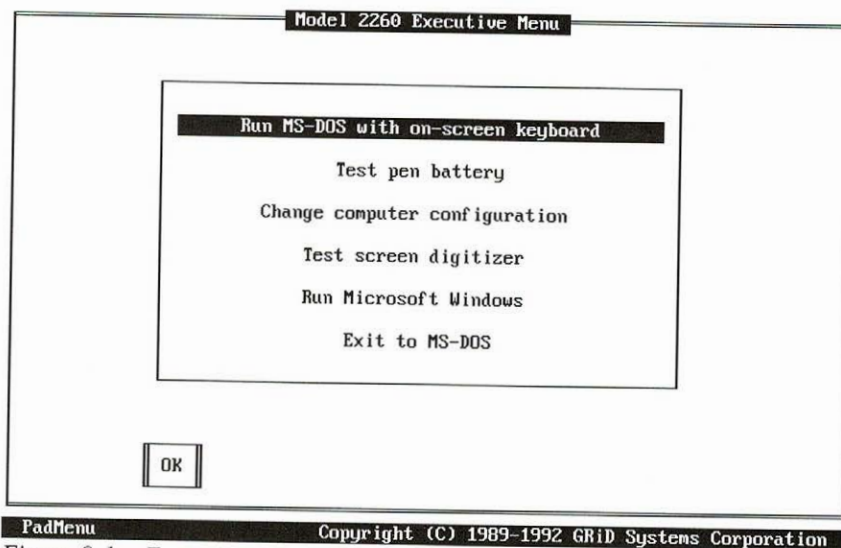 Model 2260 Executive Menu
Run MS-DOS with on-screen keyboard
Test pen battery
Change computer configuration
Test screen digitizer
Run Microsoft Windows
Exit to MS-DOS
OK
PadMenu Copyright (C) 1989-1992 GRiD Systems Corporation